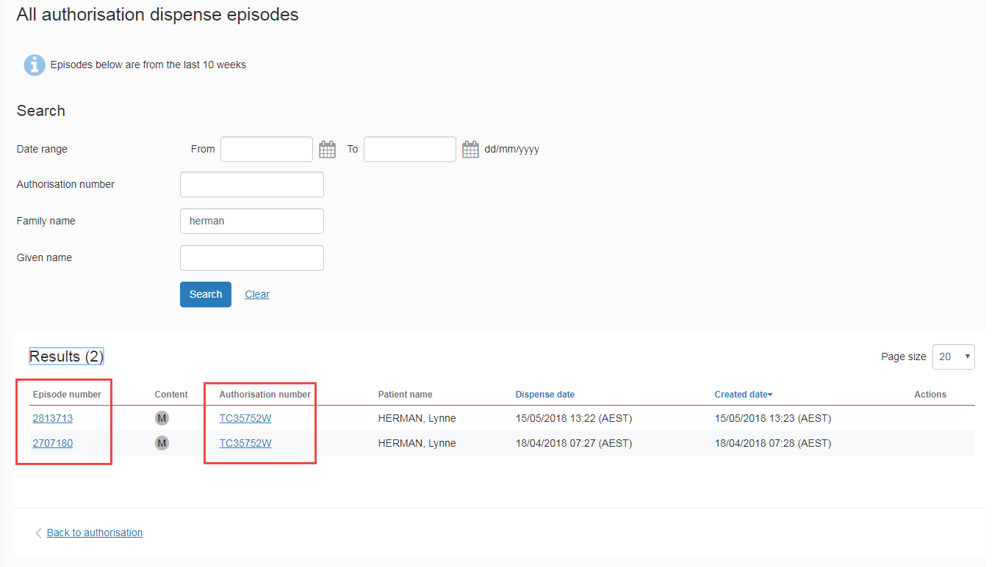 All authorisation dispense episodes
Episodes below are from the last 10 weeks
Search
Date range From To dd/mm/yyyy
Authorisation number
Family name herman
Given name
Search Clear
Results (2) Page size 20
Episode number Content Authorisation number Patient name Dispense date Created date Actions
2813713 M TC35752W HERMAN, Lynne 15/05/2018 13:22 (AEST) 15/05/2018 13:23 (AEST)
2707180 M TC35752W HERMAN, Lynne 18/04/2018 07:27 (AEST) 18/04/2018 07:28 (AEST)
Back to authorisation